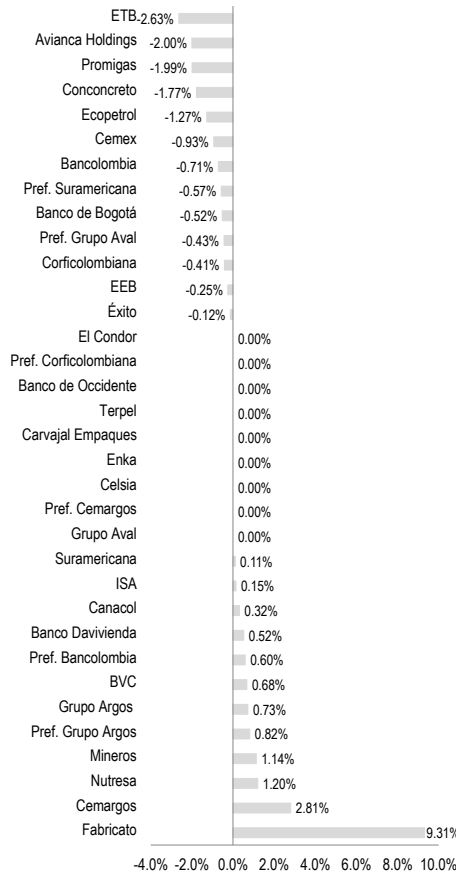 ETB -2.63%
Avianca Holdings -2.00%
Promigas -1.99%
Conconcreto -1.77%
Ecopetrol -1.27%
Cemex -0.93%
Bancolombia -0.71%
Pref. Suramericana -0.57%
Banco de Bogotá -0.52%
Pref. Grupo Aval -0.43%
Corficolombiana -0.41%
EEB -0.25%
Éxito -0.12%
El Condor 0.00%
Pref. Corficolombiana 0.00%
Banco de Occidente 0.00%
Terpel 0.00%
Carvajal Empaques 0.00%
Enka 0.00%
Celsia 0.00%
Pref. Cemargos 0.00%
Grupo Aval 0.00%
Suramericana 0.11%
ISA 0.15%
Canacol 0.32%
Banco Davivienda 0.52%
Pref. Bancolombia 0.60%
BVC 0.68%
Grupo Argos 0.73%
Pref. Grupo Argos 0.82%
Mineros 1.14%
Nutresa 1.20%
Cemargos 2.81%
Fabricato 9.31%
-4.0% -2.0% 0.0% 2.0% 4.0% 6.0% 8.0% 10.0%